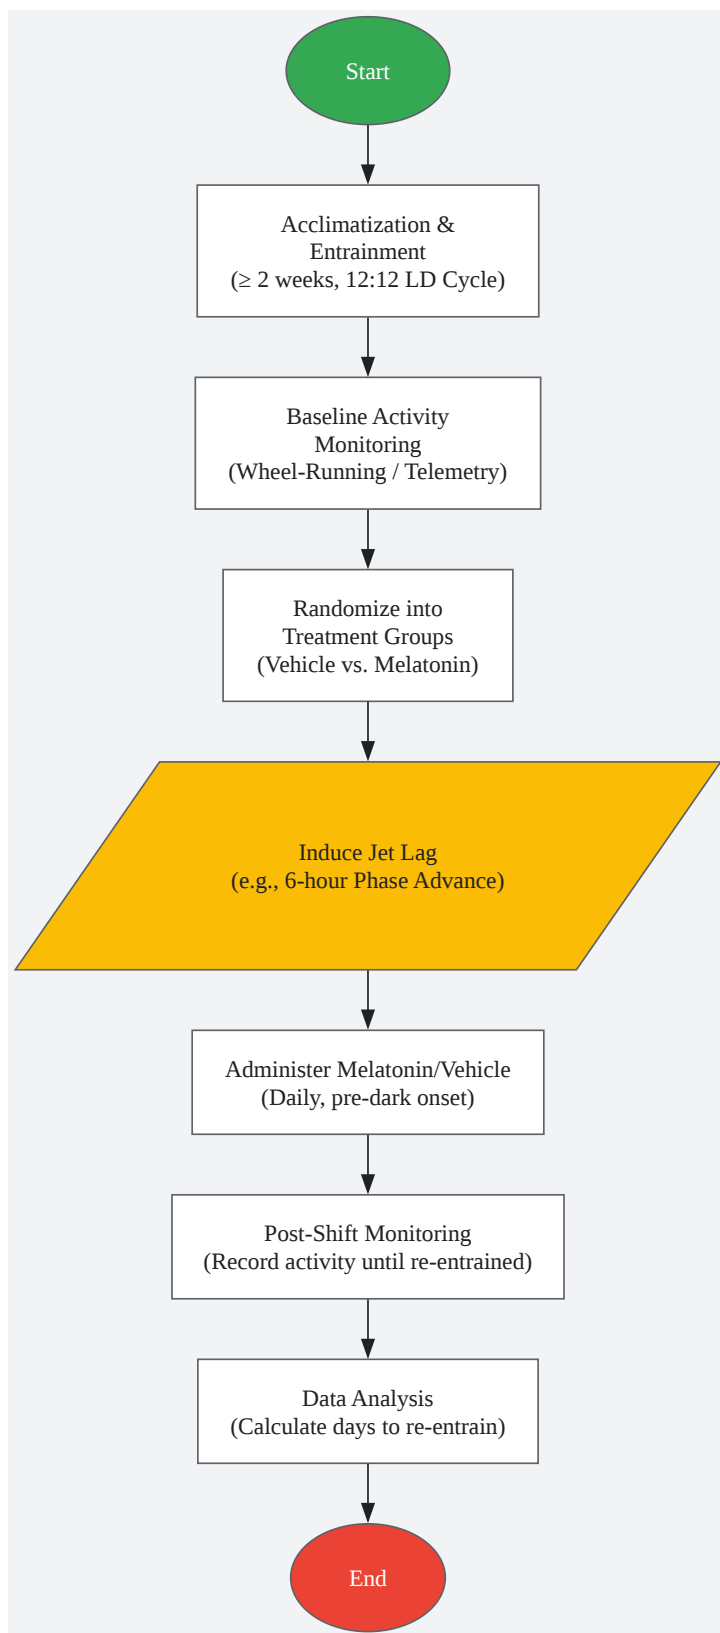 Start
Acclimatization &
Entrainment
(≥ 2 weeks, 12:12 LD Cycle)
Baseline Activity
Monitoring
(Wheel-Running / Telemetry)
Randomize into
Treatment Groups
(Vehicle vs. Melatonin)
Induce Jet Lag
(e.g., 6-hour Phase Advance)
Administer Melatonin/Vehicle
(Daily, pre-dark onset)
Post-Shift Monitoring
(Record activity until re-entrained)
Data Analysis
(Calculate days to re-entrain)
End